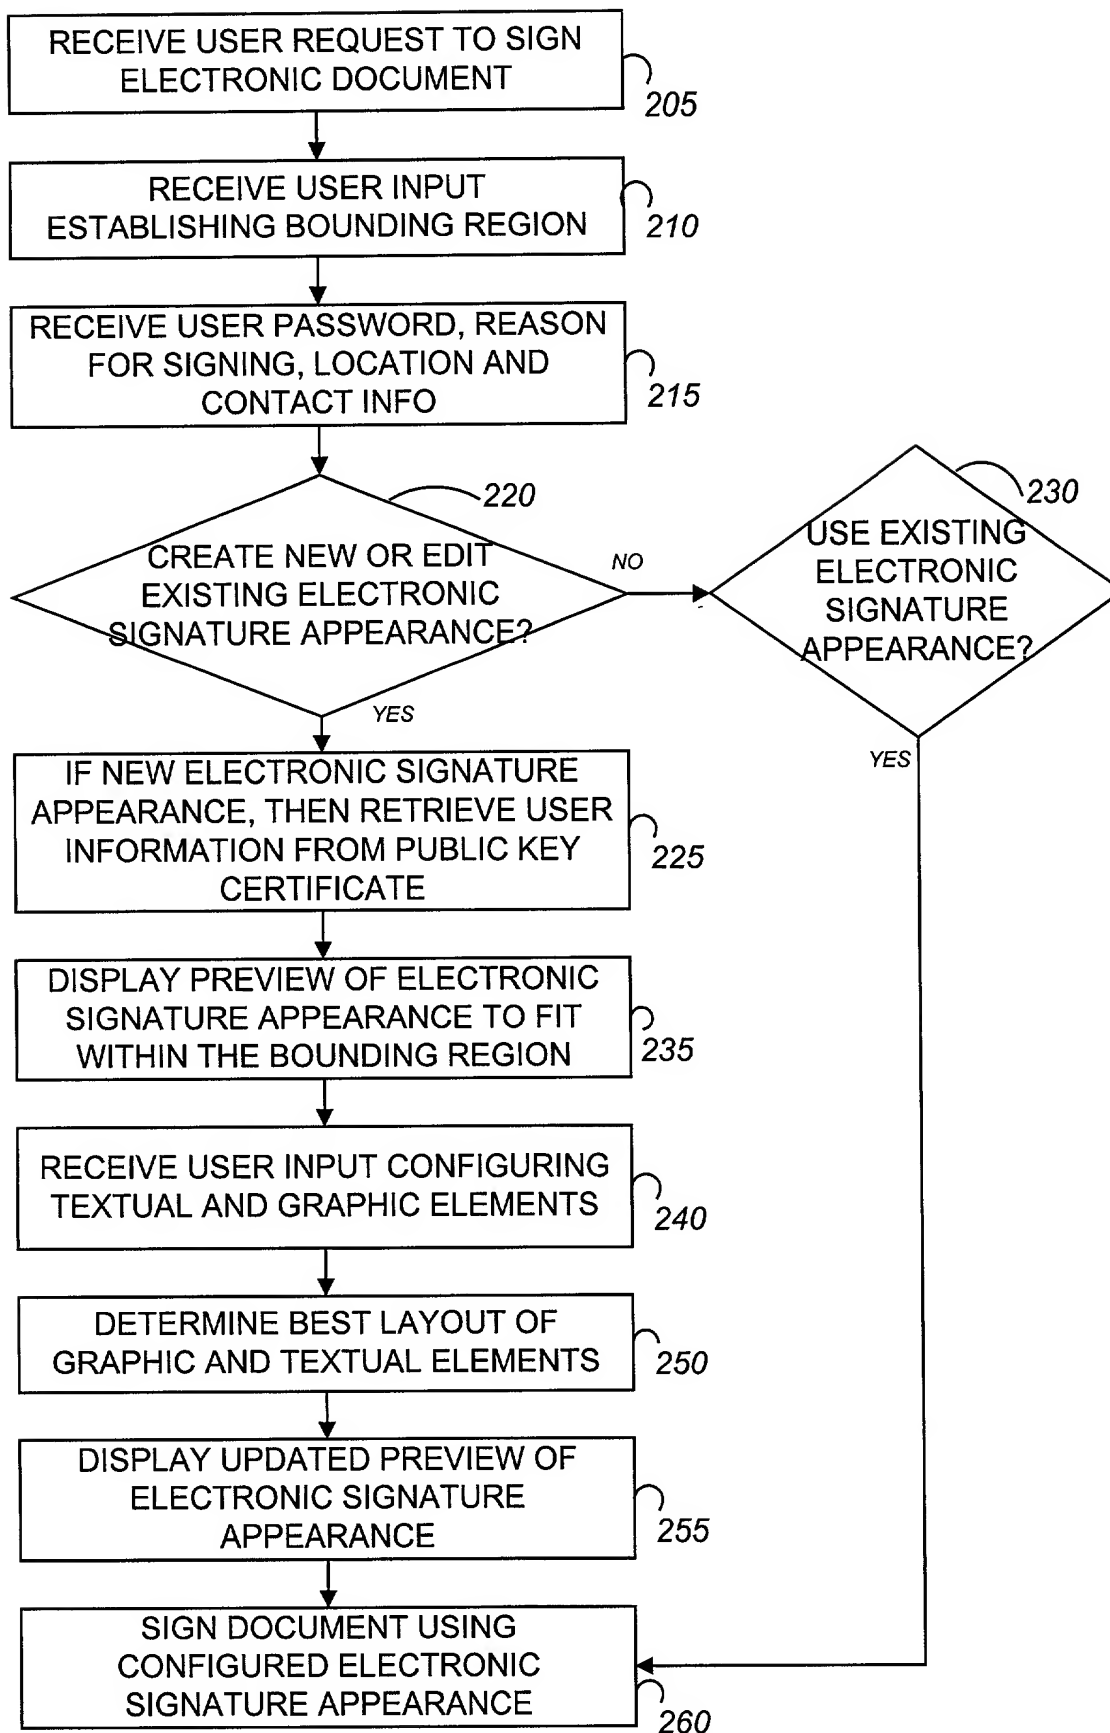 RECEIVE USER REQUEST TO SIGN
ELECTRONIC DOCUMENT
205
RECEIVE USER INPUT
ESTABLISHING BOUNDING REGION
210
RECEIVE USER PASSWORD, REASON
FOR SIGNING, LOCATION AND
CONTACT INFO
215
220
CREATE NEW OR EDIT
EXISTING ELECTRONIC
SIGNATURE APPEARANCE?
NO
230
USE EXISTING
ELECTRONIC
SIGNATURE
APPEARANCE?
YES
YES
IF NEW ELECTRONIC SIGNATURE
APPEARANCE, THEN RETRIEVE USER
INFORMATION FROM PUBLIC KEY
CERTIFICATE
225
DISPLAY PREVIEW OF ELECTRONIC
SIGNATURE APPEARANCE TO FIT
WITHIN THE BOUNDING REGION
235
RECEIVE USER INPUT CONFIGURING
TEXTUAL AND GRAPHIC ELEMENTS
240
DETERMINE BEST LAYOUT OF
GRAPHIC AND TEXTUAL ELEMENTS
250
DISPLAY UPDATED PREVIEW OF
ELECTRONIC SIGNATURE
APPEARANCE
255
SIGN DOCUMENT USING
CONFIGURED ELECTRONIC
SIGNATURE APPEARANCE
260